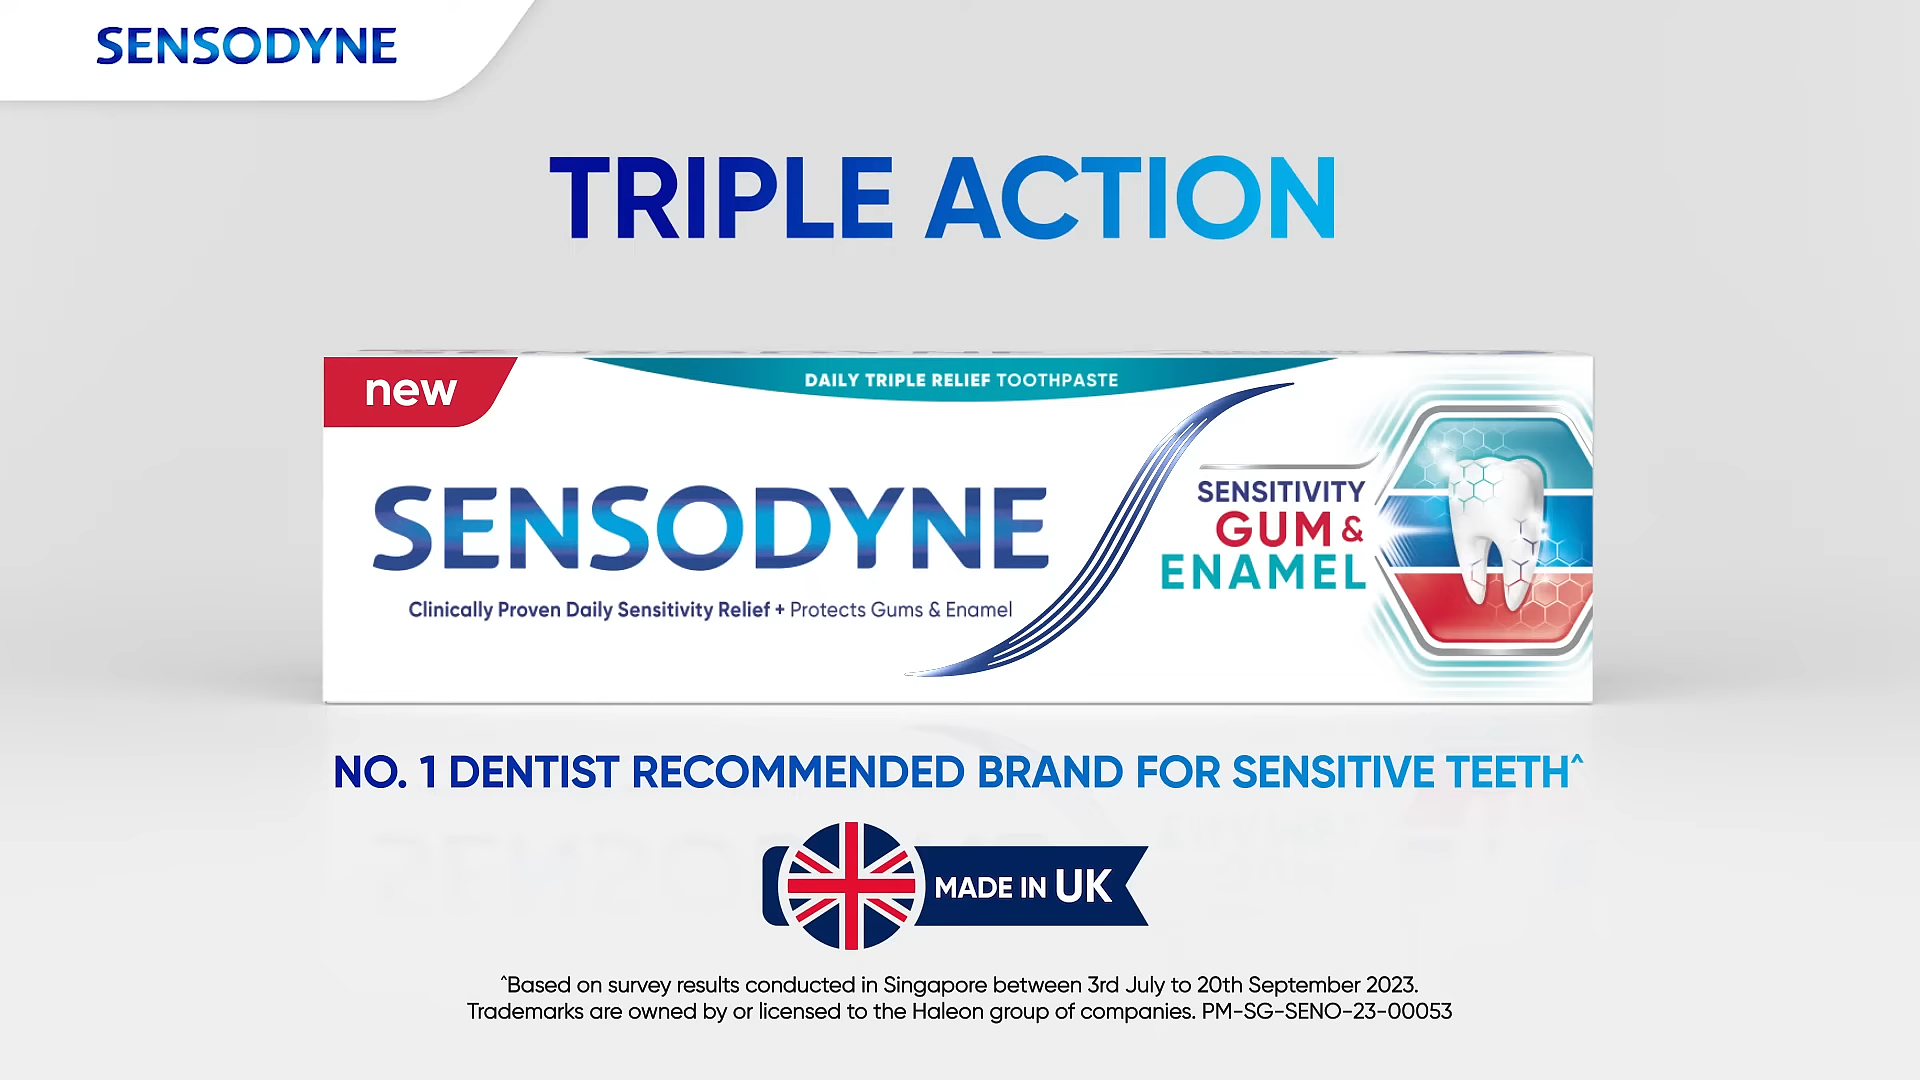 SENSODYNE
TRIPLE ACTION
new
DAILY TRIPLE RELIEF TOOTHPASTE
SENSODYNE
Clinically Proven Daily Sensitivity Relief + Protects Gums & Enamel
SENSITIVITY
GUM &
ENAMEL
NO. 1 DENTIST RECOMMENDED BRAND FOR SENSITIVE TEETH^
MADE IN UK
^Based on survey results conducted in Singapore between 3rd July to 20th September 2023.
Trademarks are owned by or licensed to the Haleon group of companies. PM-SG-SENO-23-00053